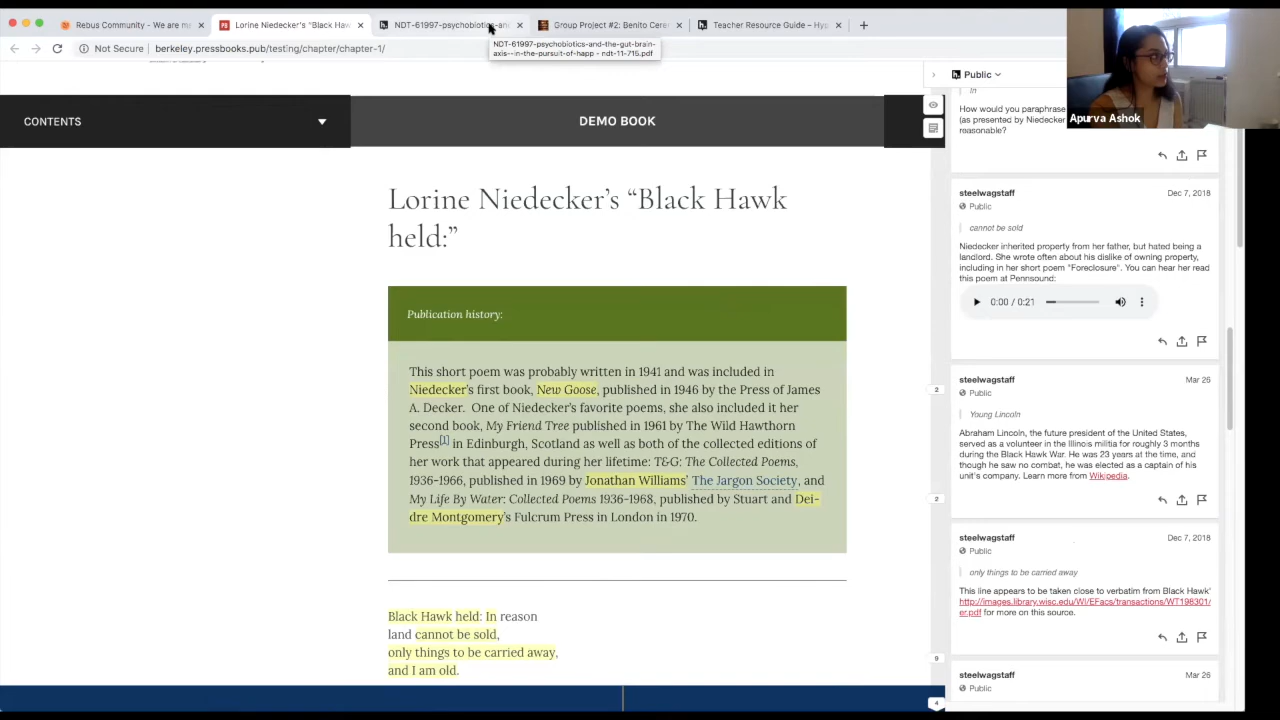 Rebus Community - We are ma
Lorine Niedecker's "Black Haw
NDT-61997-psychobiotics-an
Group Project #2: Benito Cere
Teacher Resource Guide – Hyp
NDT-61997-psychobiotics-and-the-gut-brain-
axis--in-the-pursuit-of-happ - ndt-11-715.pdf
Not Secure | berkeley.pressbooks.pub/testing/chapter/chapter-1/
Apurva Ashok
CONTENTS
DEMO BOOK
Lorine Niedecker's “Black Hawk
held:”
Publication history:
This short poem was probably written in 1941 and was included in
Niedecker's first book, New Goose, published in 1946 by the Press of James
A. Decker. One of Niedecker's favorite poems, she also included it her
second book, My Friend Tree published in 1961 by The Wild Hawthorn
Press[1] in Edinburgh, Scotland as well as both of the collected editions of
her work that appeared during her lifetime: T&G: The Collected Poems,
1936-1966, published in 1969 by Jonathan Williams' The Jargon Society, and
My Life By Water: Collected Poems 1936-1968, published by Stuart and Dei-
dre Montgomery's Fulcrum Press in London in 1970.
Black Hawk held: In reason
land cannot be sold,
only things to be carried away,
and I am old.
Public
In
How would you paraphrase
(as presented by Niedecker
reasonable?
steelwagstaff Dec 7, 2018
Public
cannot be sold
Niedecker inherited property from her father, but hated being a
landlord. She wrote often about his dislike of owning property,
including in her short poem "Foreclosure". You can hear her read
this poem at Pennsound:
0:00 / 0:21
2
steelwagstaff Mar 26
Public
Young Lincoln
Abraham Lincoln, the future president of the United States,
served as a volunteer in the Illinois militia for roughly 3 months
during the Black Hawk War. He was 23 years at the time, and
though he saw no combat, he was elected as a captain of his
unit's company. Learn more from Wikipedia.
2
steelwagstaff Dec 7, 2018
Public
only things to be carried away
This line appears to be taken close to verbatim from Black Hawk'
http://images.library.wisc.edu/WI/EFacs/transactions/WT198301/
er.pdf for more on this source.
9
steelwagstaff Mar 26
Public
4